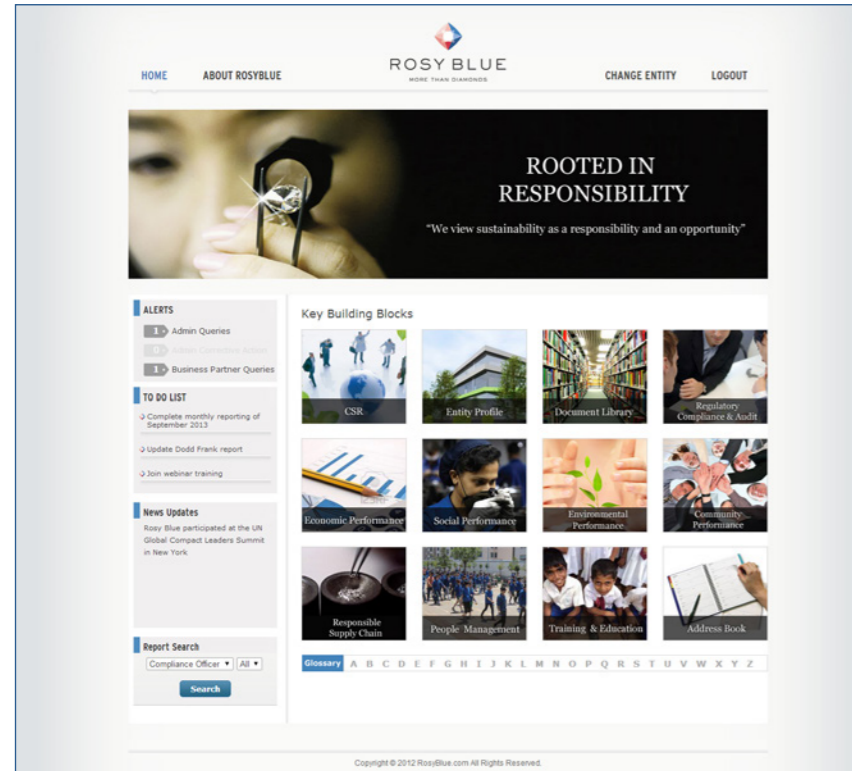 ROSY BLUE
MORE THAN DIAMONDS
HOME ABOUT ROSYBLUE CHANGE ENTITY LOGOUT
ROOTED IN
RESPONSIBILITY
“We view sustainability as a responsibility and an opportunity”
ALERTS
1 Admin Queries
0 Admin Corrective Action
1 Business Partner Queries
TO DO LIST
Complete monthly reporting of
September 2013
Update Dodd Frank report
Join webinar training
News Updates
Rosy Blue participated at the UN
Global Compact Leaders Summit
in New York
Report Search
Compliance Officer All
Search
Key Building Blocks
CSR
Entity Profile
Document Library
Regulatory
Compliance & Audit
Economic Performance
Social Performance
Environmental
Performance
Community
Performance
Responsible
Supply Chain
People Management
Training & Education
Address Book
Glossary A B C D E F G H I J K L M N O P Q R S T U V W X Y Z
Copyright © 2012 RosyBlue.com All Rights Reserved.